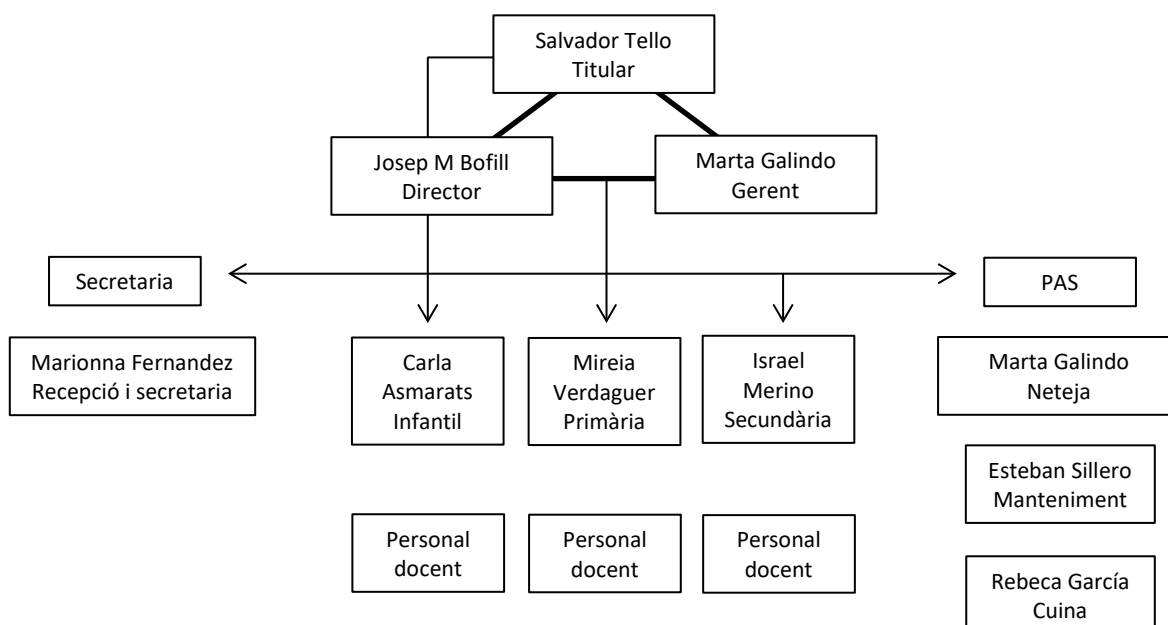 Salvador Tello
Titular
Josep M Bofill
Director
Marta Galindo
Gerent
Secretaria
PAS
Marionna Fernandez
Recepció i secretaria
Carla
Asmarats
Infantil
Mireia
Verdaguer
Primària
Israel
Merino
Secundària
Marta Galindo
Neteja
Esteban Sillero
Manteniment
Personal
docent
Personal
docent
Personal
docent
Rebeca García
Cuina